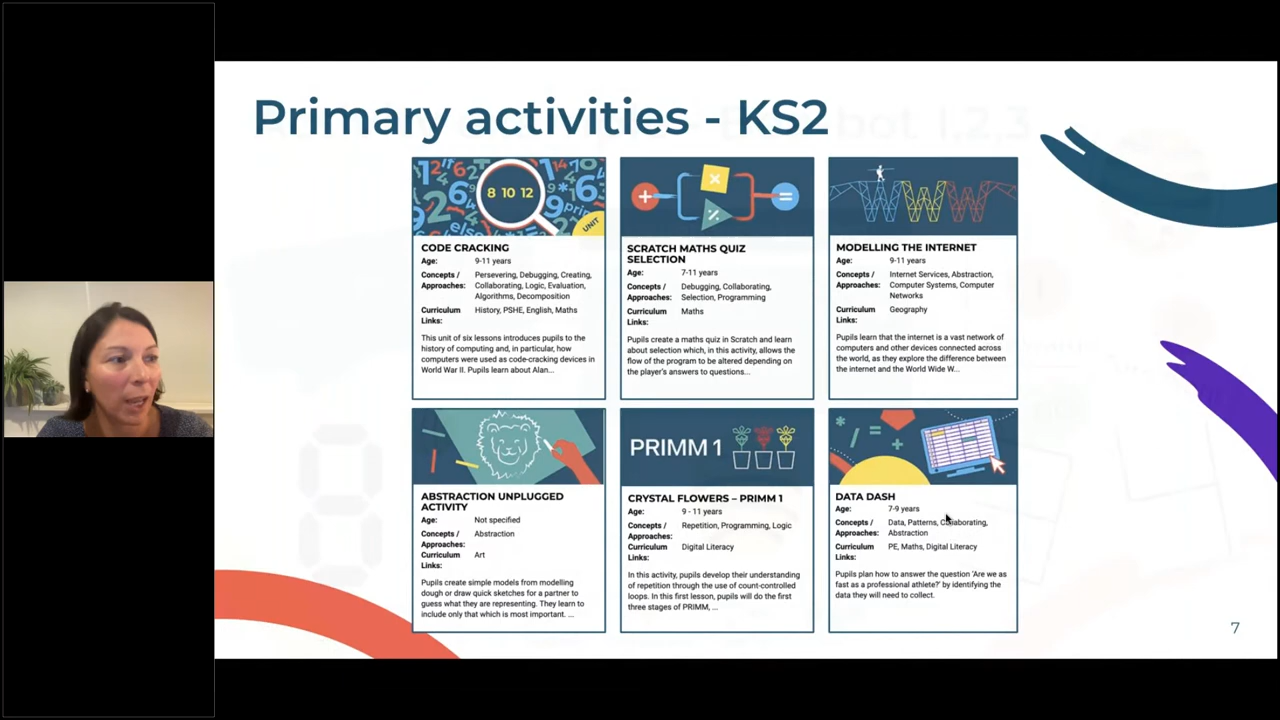 Primary activities - KS2
8 10 12
UNIT
CODE CRACKING
Age: 9-11 years
Concepts / Persevering, Debugging, Creating,
Approaches: Collaborating, Logic, Evaluation,
Algorithms, Decomposition
Curriculum History, PSHE, English, Maths
Links:
This unit of six lessons introduces pupils to the
history of computing and, in particular, how
computers were used as code-cracking devices in
World War II. Pupils learn about Alan...
SCRATCH MATHS QUIZ
SELECTION
Age: 7-11 years
Concepts / Debugging, Collaborating,
Approaches: Selection, Programming
Curriculum Maths
Links:
Pupils create a maths quiz in Scratch and learn
about selection which, in this activity, allows the
flow of the program to be altered depending on
the player's answers to questions...
WWW
MODELLING THE INTERNET
Age: 9-11 years
Concepts / Internet Services, Abstraction,
Approaches: Computer Systems, Computer
Networks
Curriculum Geography
Links:
Pupils learn that the internet is a vast network of
computers and other devices connected across
the world, as they explore the difference between
the internet and the World Wide W...
ABSTRACTION UNPLUGGED
ACTIVITY
Age: Not specified
Concepts / Abstraction
Approaches:
Curriculum Art
Links:
Pupils create simple models from modelling
dough or draw quick sketches for a partner to
guess what they are representing. They learn to
include only that which is most important. ...
PRIMM 1
CRYSTAL FLOWERS – PRIMM 1
Age: 9 - 11 years
Concepts / Repetition, Programming, Logic
Approaches:
Curriculum Digital Literacy
Links:
In this activity, pupils develop their understanding
of repetition through the use of count-controlled
loops. In this first lesson, pupils will do the first
three stages of PRIMM, ...
DATA DASH
Age: 7-9 years
Concepts / Data, Patterns, Collaborating,
Approaches: Abstraction
Curriculum PE, Maths, Digital Literacy
Links:
Pupils plan how to answer the question 'Are we as
fast as a professional athlete?' by identifying the
data they will need to collect.
7